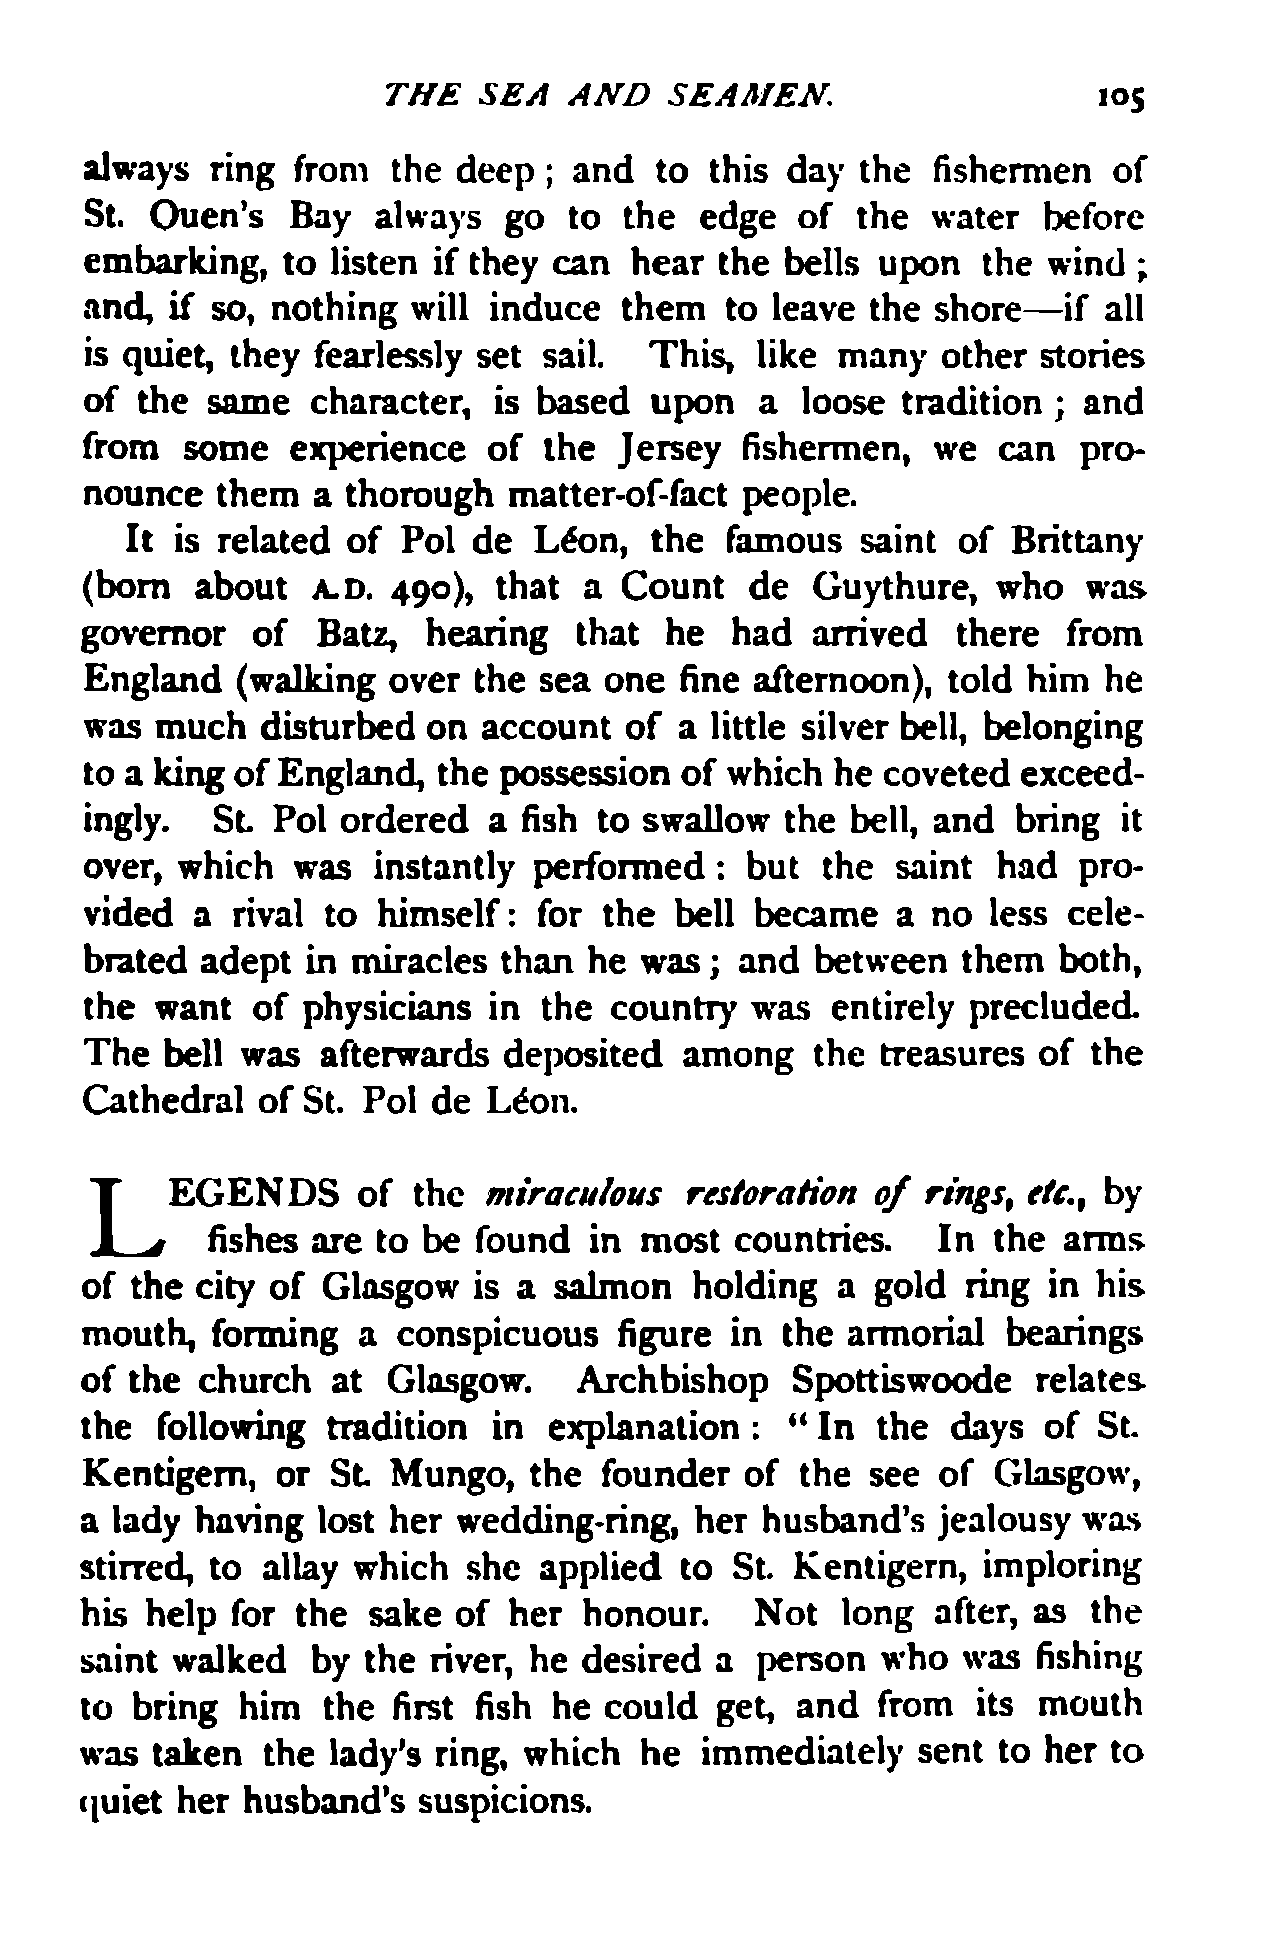 THE SEA AND SEAMEN. 105
always ring from the deep ; and to this day the fishermen of
St. Ouen's Bay always go to the edge of the water before
embarking, to listen if they can hear the bells upon the wind ;
and, if so, nothing will induce them to leave the shore—if all
is quiet, they fearlessly set sail. This, like many other stories
of the same character, is based upon a loose tradition ; and
from some experience of the Jersey fishermen, we can pro-
nounce them a thorough matter-of-fact people.
It is related of Pol de Léon, the famous saint of Brittany
(born about A.D. 490), that a Count de Guythure, who was
governor of Batz, hearing that he had arrived there from
England (walking over the sea one fine afternoon), told him he
was much disturbed on account of a little silver bell, belonging
to a king of England, the possession of which he coveted exceed-
ingly. St. Pol ordered a fish to swallow the bell, and bring it
over, which was instantly performed : but the saint had pro-
vided a rival to himself : for the bell became a no less cele-
brated adept in miracles than he was ; and between them both,
the want of physicians in the country was entirely precluded.
The bell was afterwards deposited among the treasures of the
Cathedral of St. Pol de Léon.
LEGENDS of the miraculous restoration of rings, etc., by
fishes are to be found in most countries. In the arms
of the city of Glasgow is a salmon holding a gold ring in his
mouth, forming a conspicuous figure in the armorial bearings
of the church at Glasgow. Archbishop Spottiswoode relates
the following tradition in explanation : “ In the days of St.
Kentigern, or St. Mungo, the founder of the see of Glasgow,
a lady having lost her wedding-ring, her husband's jealousy was
stirred, to allay which she applied to St. Kentigern, imploring
his help for the sake of her honour. Not long after, as the
saint walked by the river, he desired a person who was fishing
to bring him the first fish he could get, and from its mouth
was taken the lady's ring, which he immediately sent to her to
quiet her husband's suspicions.